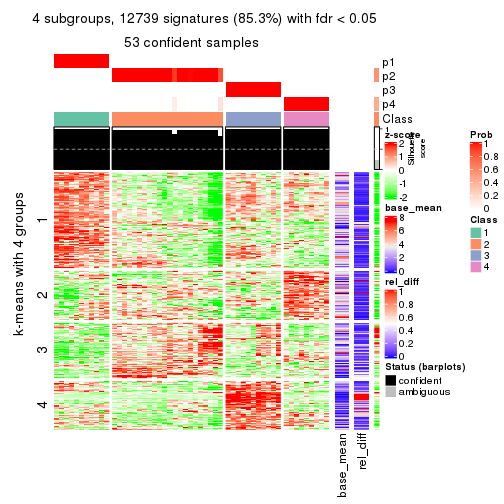 4 subgroups, 12739 signatures (85.3%) with fdr < 0.05
53 confident samples
p1
p2
p3
p4
Class
1
Silhouette
score
k-means with 4 groups
1
2
3
4
base_mean
rel_diff
z-score
2
1
0
-1
-2
base_mean
8
6
4
2
0
rel_diff
1
0.8
0.6
0.4
0.2
0
Status (barplots)
confident
ambiguous
Prob
1
0.8
0.6
0.4
0.2
0
Class
1
2
3
4